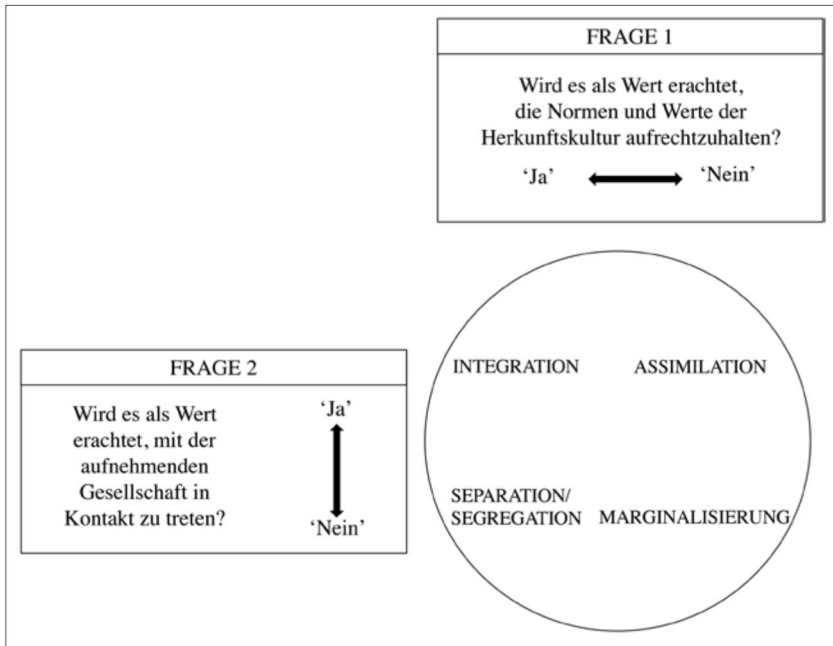 FRAGE 1
Wird es als Wert erachtet,
die Normen und Werte der
Herkunftskultur aufrechtzuhalten?
‘Ja’ ‘Nein’
FRAGE 2
Wird es als Wert
erachtet, mit der
aufnehmenden
Gesellschaft in
Kontakt zu treten?
‘Ja’
‘Nein’
INTEGRATION ASSIMILATION
SEPARATION/
SEGREGATION MARGINALISIERUNG